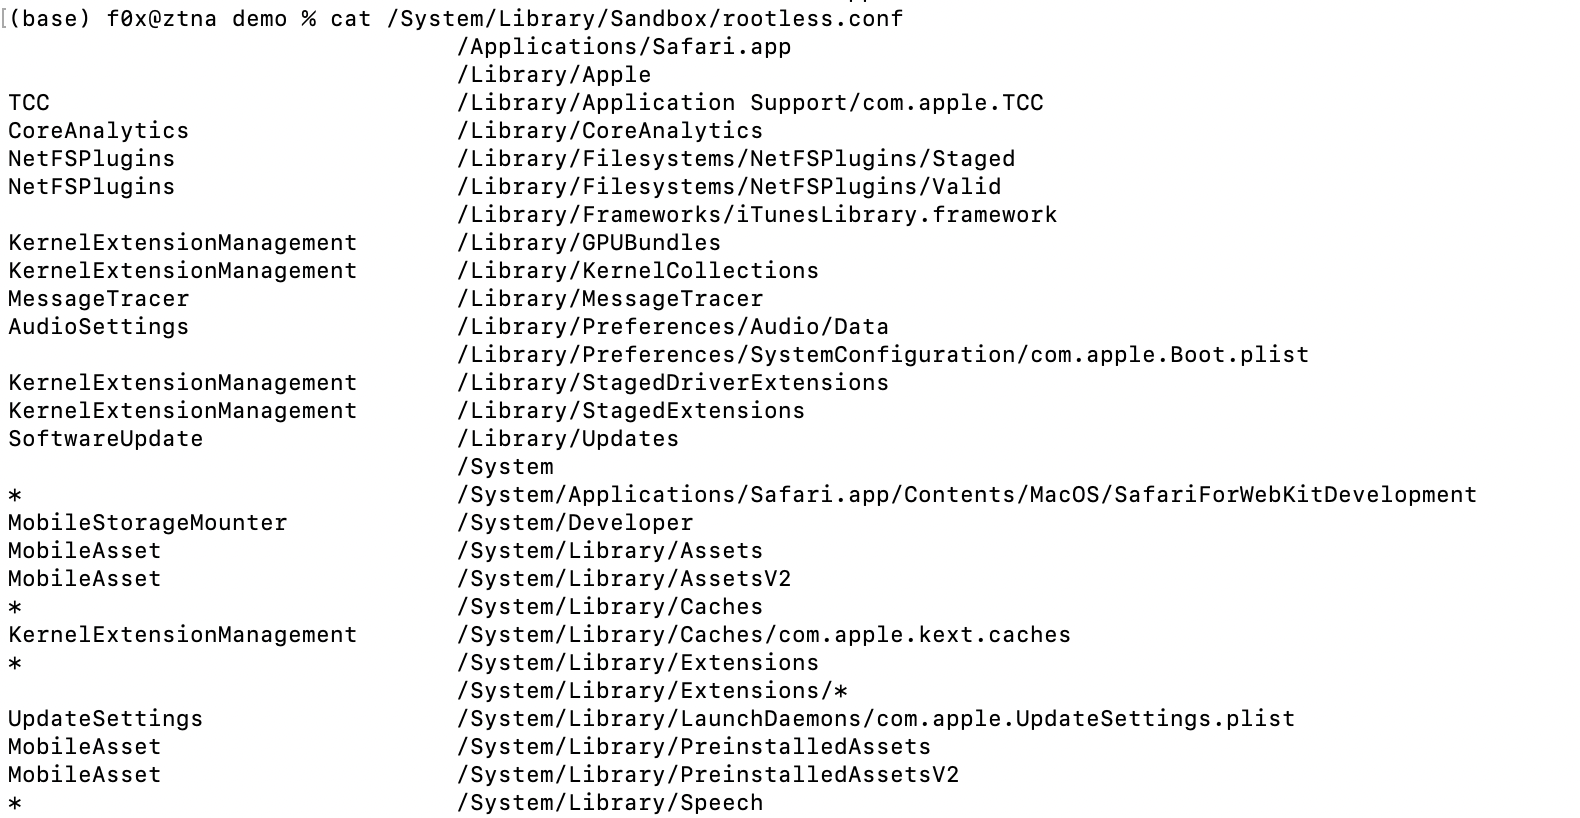 [(base) f0x@ztna demo % cat /System/Library/Sandbox/rootless.conf
/Applications/Safari.app
/Library/Apple
TCC /Library/Application Support/com.apple.TCC
CoreAnalytics /Library/CoreAnalytics
NetFSPlugins /Library/Filesystems/NetFSPlugins/Staged
NetFSPlugins /Library/Filesystems/NetFSPlugins/Valid
/Library/Frameworks/iTunesLibrary.framework
KernelExtensionManagement /Library/GPUBundles
KernelExtensionManagement /Library/KernelCollections
MessageTracer /Library/MessageTracer
AudioSettings /Library/Preferences/Audio/Data
/Library/Preferences/SystemConfiguration/com.apple.Boot.plist
KernelExtensionManagement /Library/StagedDriverExtensions
KernelExtensionManagement /Library/StagedExtensions
SoftwareUpdate /Library/Updates
/System
* /System/Applications/Safari.app/Contents/MacOS/SafariForWebKitDevelopment
MobileStorageMounter /System/Developer
MobileAsset /System/Library/Assets
MobileAsset /System/Library/AssetsV2
* /System/Library/Caches
KernelExtensionManagement /System/Library/Caches/com.apple.kext.caches
* /System/Library/Extensions
/System/Library/Extensions/*
UpdateSettings /System/Library/LaunchDaemons/com.apple.UpdateSettings.plist
MobileAsset /System/Library/PreinstalledAssets
MobileAsset /System/Library/PreinstalledAssetsV2
* /System/Library/Speech